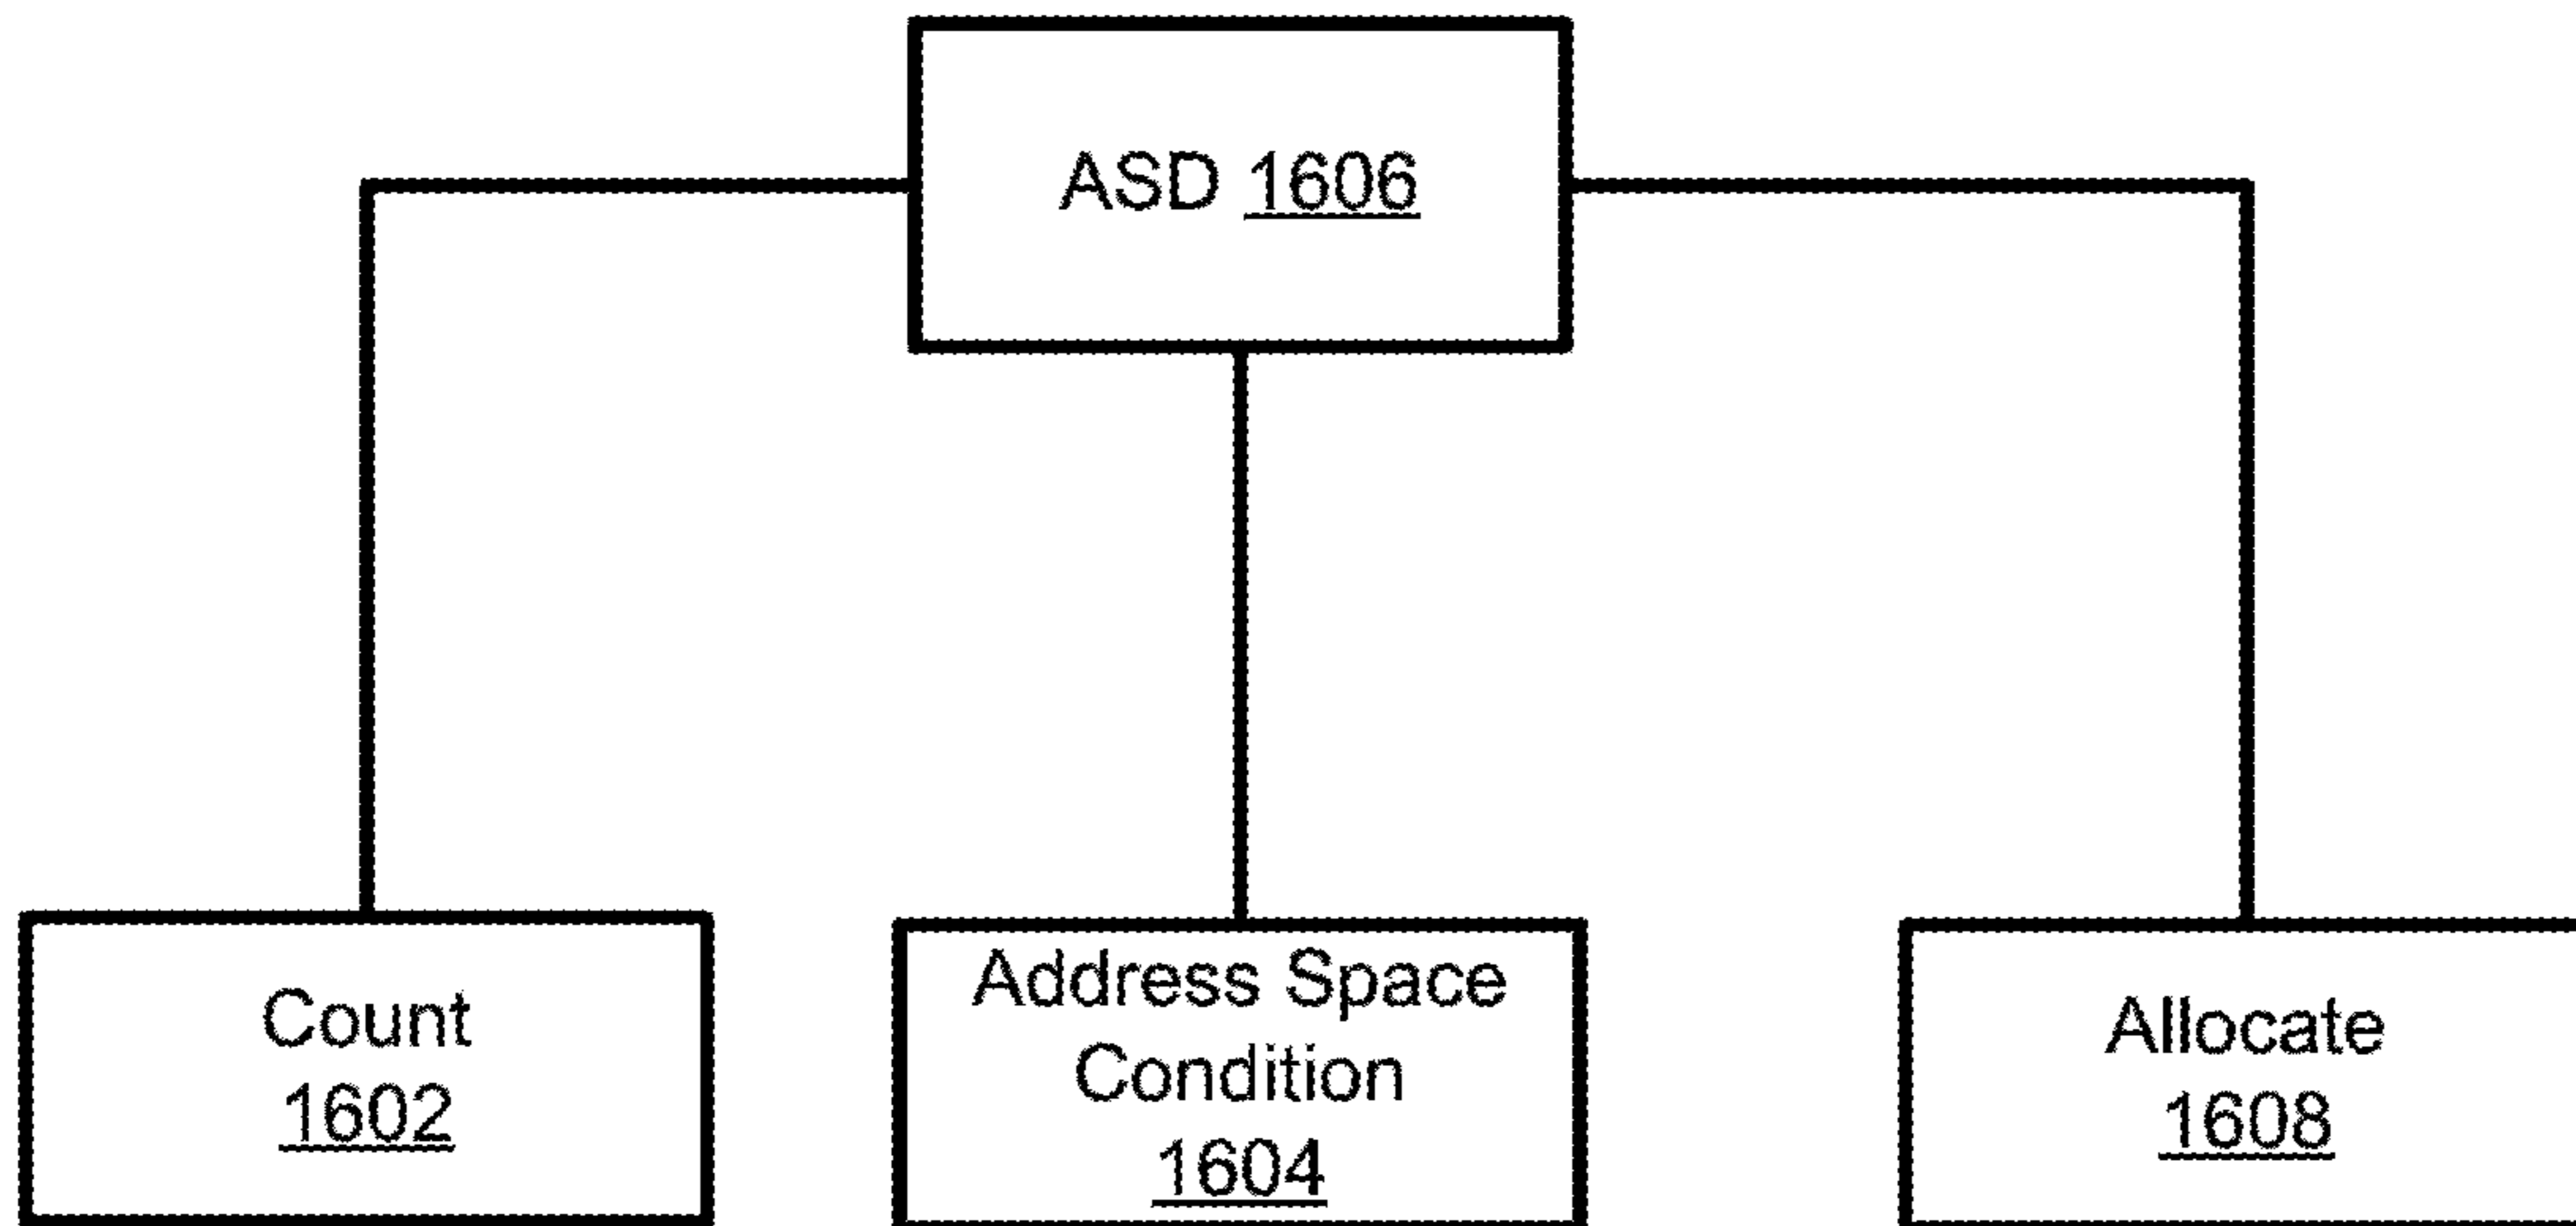 ASD 1606
Count
1602
Address Space
Condition
1604
Allocate
1608